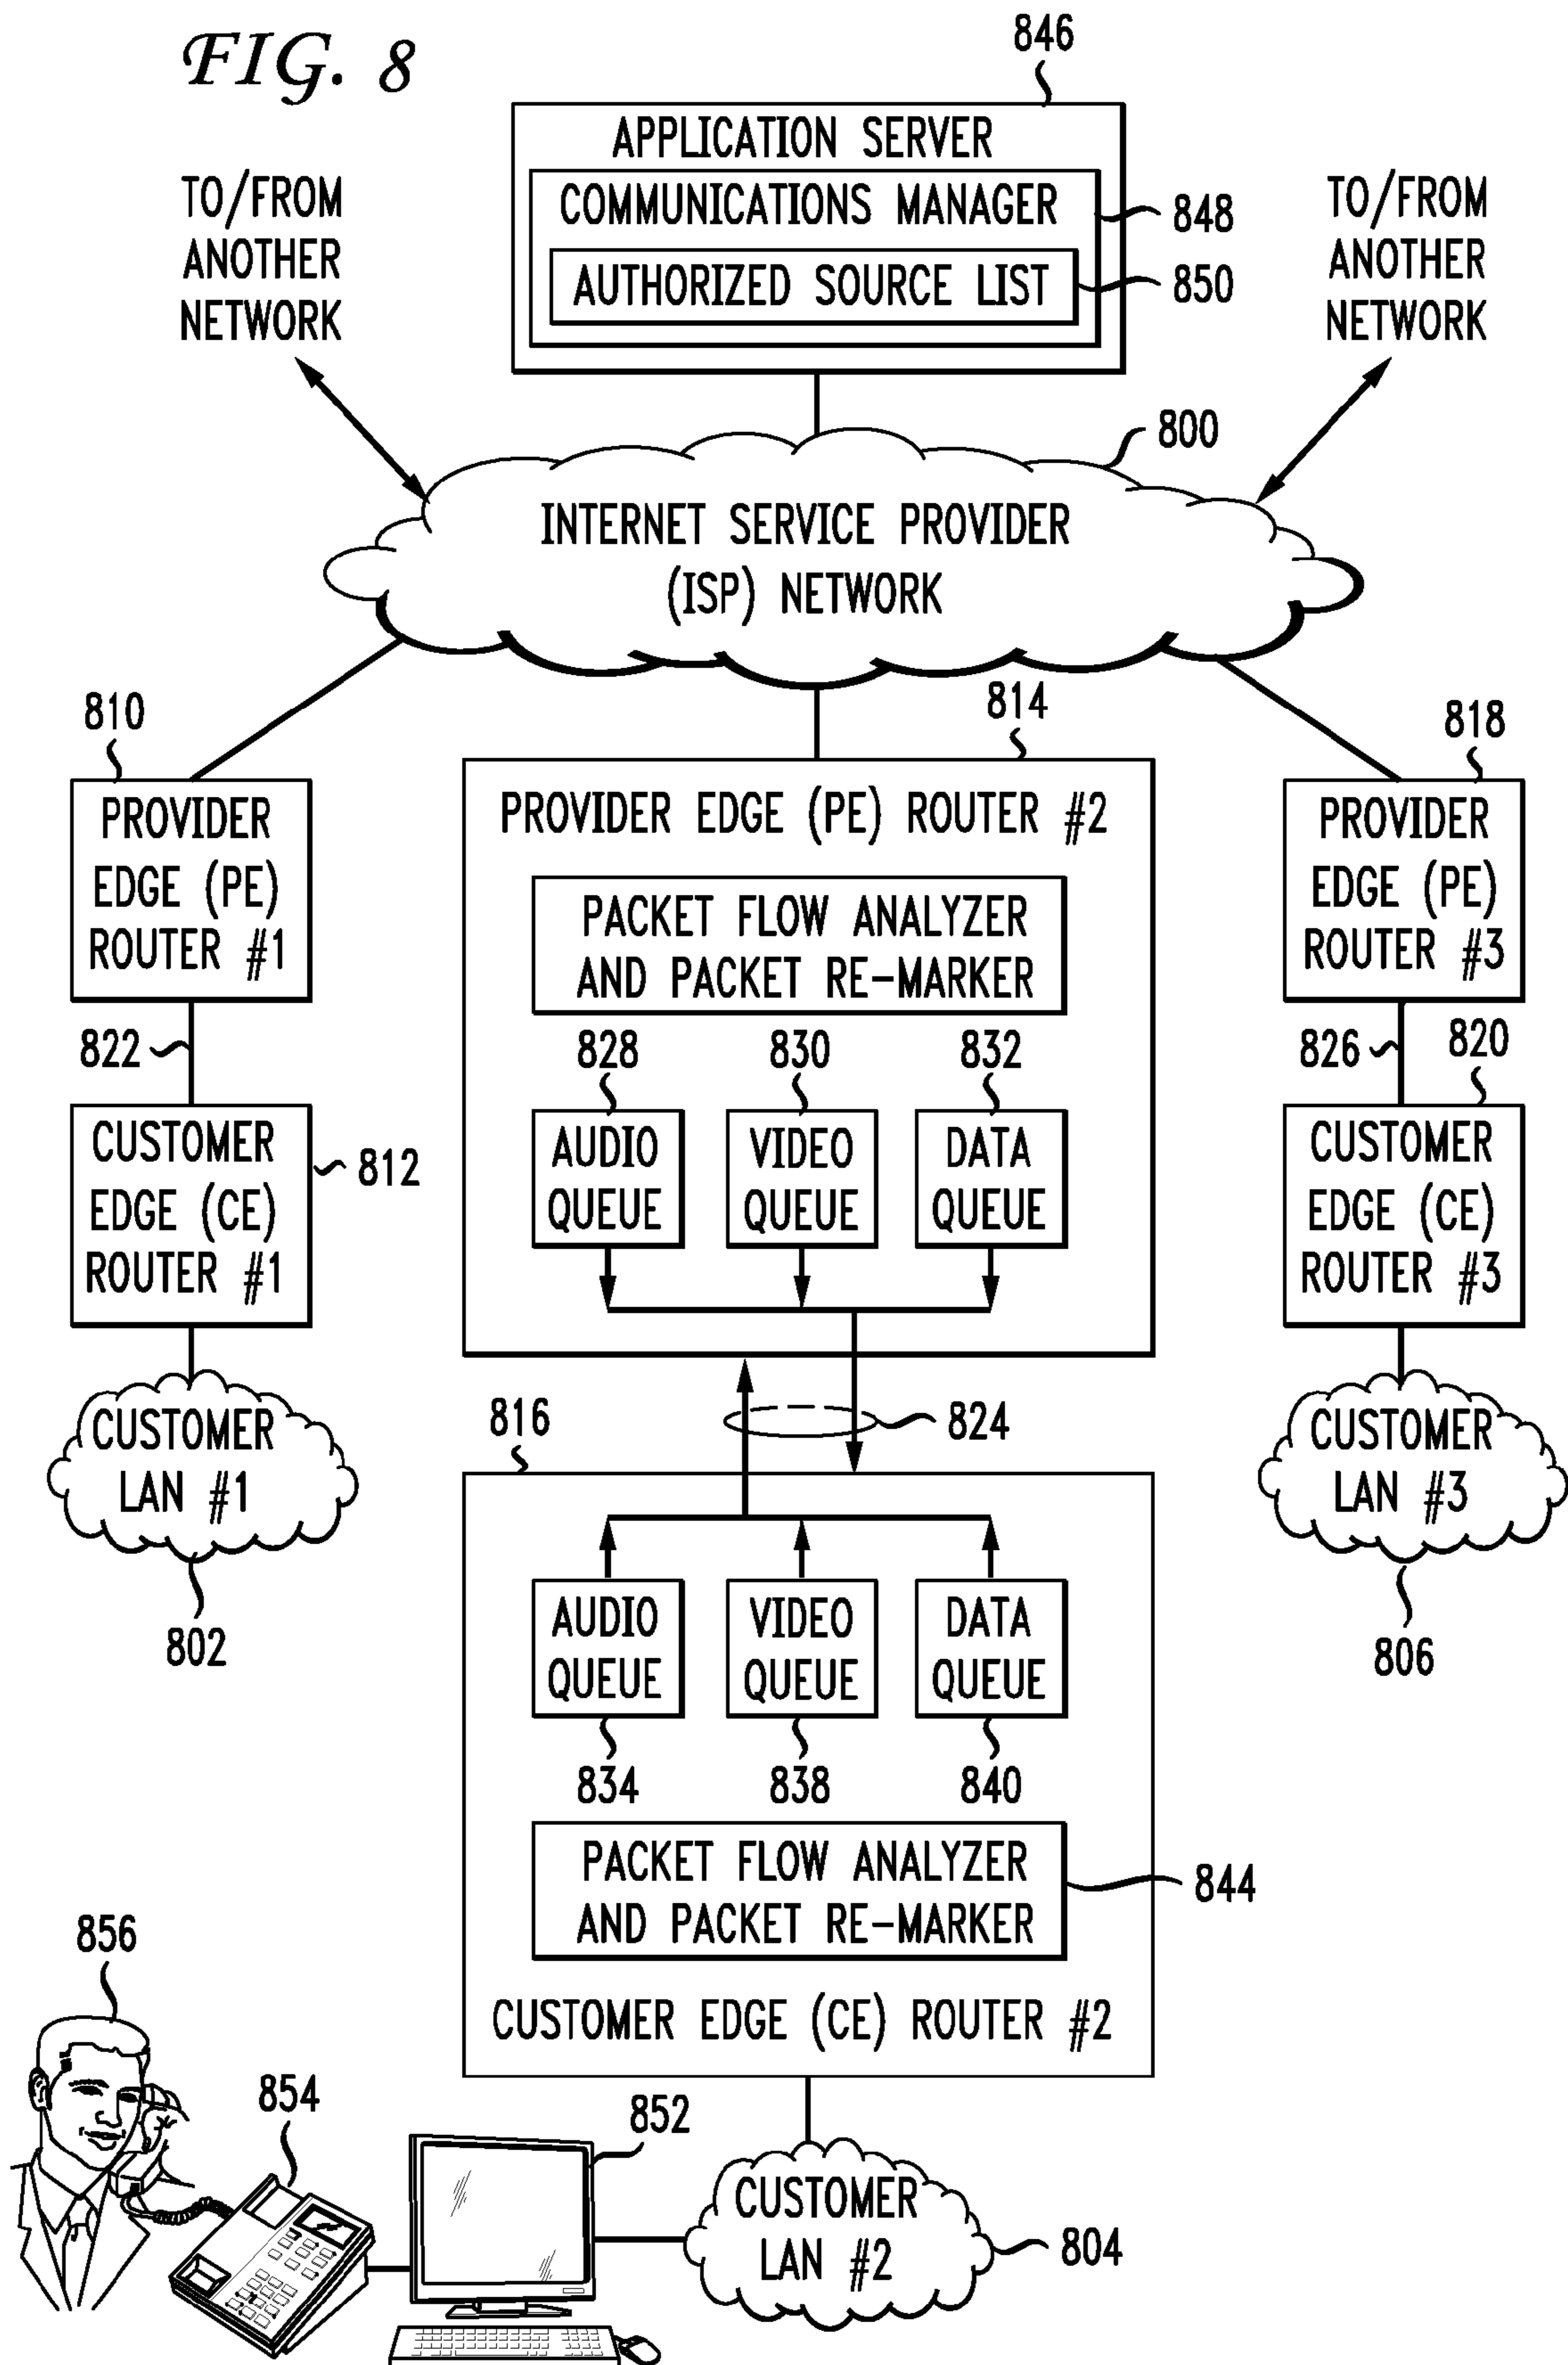 FIG. 8
846
APPLICATION SERVER
COMMUNICATIONS MANAGER
848
AUTHORIZED SOURCE LIST
850
TO/FROM
ANOTHER
NETWORK
TO/FROM
ANOTHER
NETWORK
800
INTERNET SERVICE PROVIDER
(ISP) NETWORK
810
PROVIDER
EDGE (PE)
ROUTER #1
822
CUSTOMER
EDGE (CE)
ROUTER #1
812
CUSTOMER
LAN #1
802
814
PROVIDER EDGE (PE) ROUTER #2
PACKET FLOW ANALYZER
AND PACKET RE-MARKER
828
830
832
AUDIO
QUEUE
VIDEO
QUEUE
DATA
QUEUE
818
PROVIDER
EDGE (PE)
ROUTER #3
826
820
CUSTOMER
EDGE (CE)
ROUTER #3
CUSTOMER
LAN #3
806
824
816
AUDIO
QUEUE
VIDEO
QUEUE
DATA
QUEUE
834
838
840
PACKET FLOW ANALYZER
AND PACKET RE-MARKER
844
CUSTOMER EDGE (CE) ROUTER #2
856
854
852
CUSTOMER
LAN #2
804